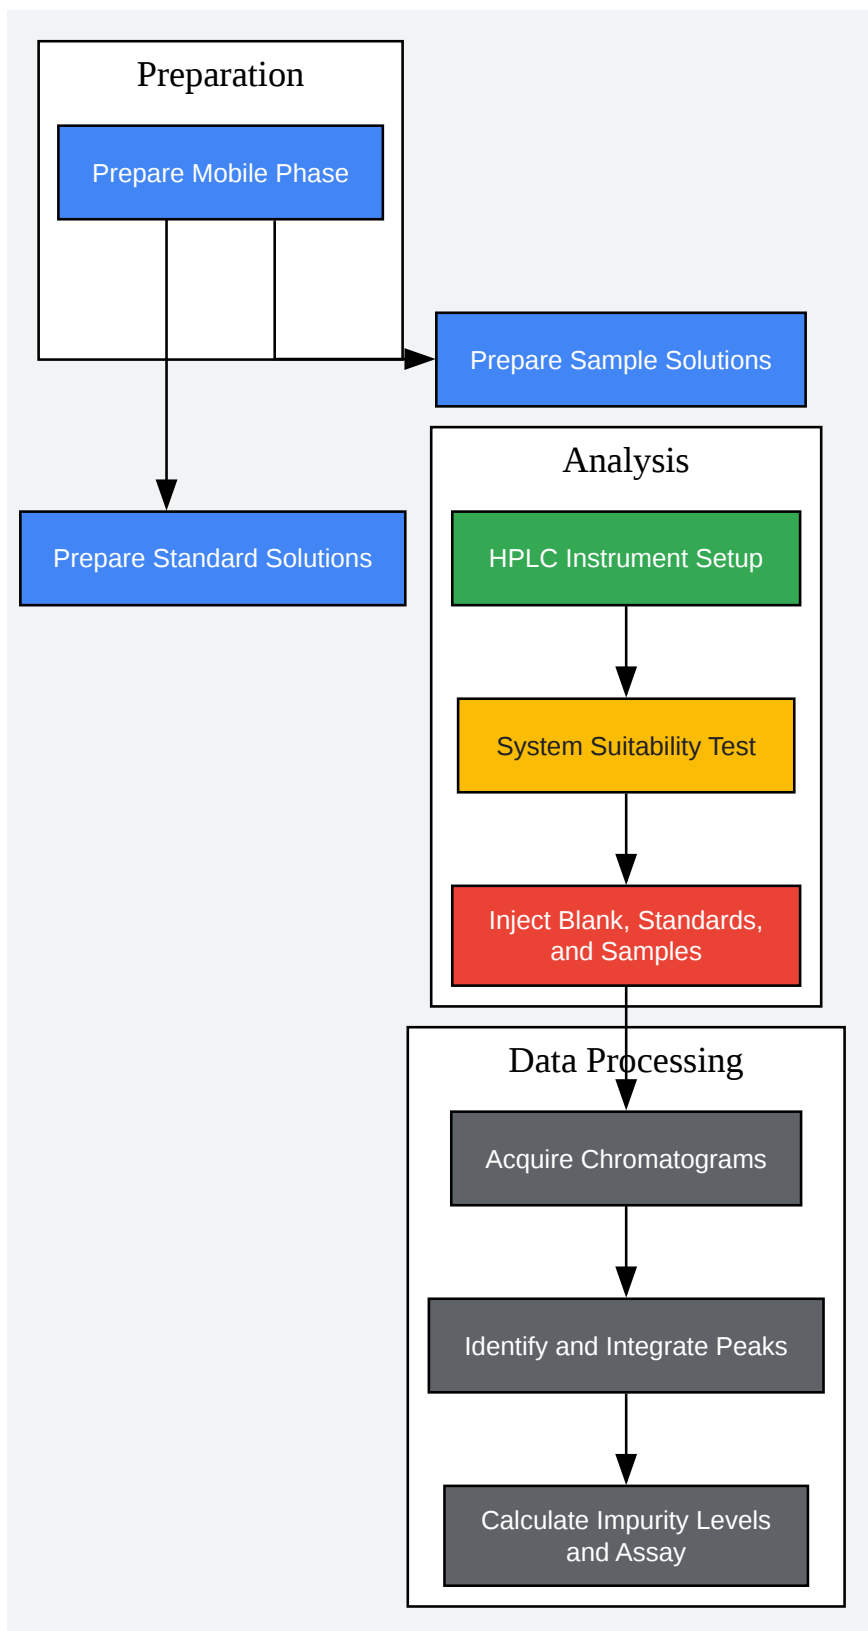 Preparation
Prepare Mobile Phase
Prepare Sample Solutions
Analysis
Prepare Standard Solutions
HPLC Instrument Setup
System Suitability Test
Inject Blank, Standards,
and Samples
Data Processing
Acquire Chromatograms
Identify and Integrate Peaks
Calculate Impurity Levels
and Assay